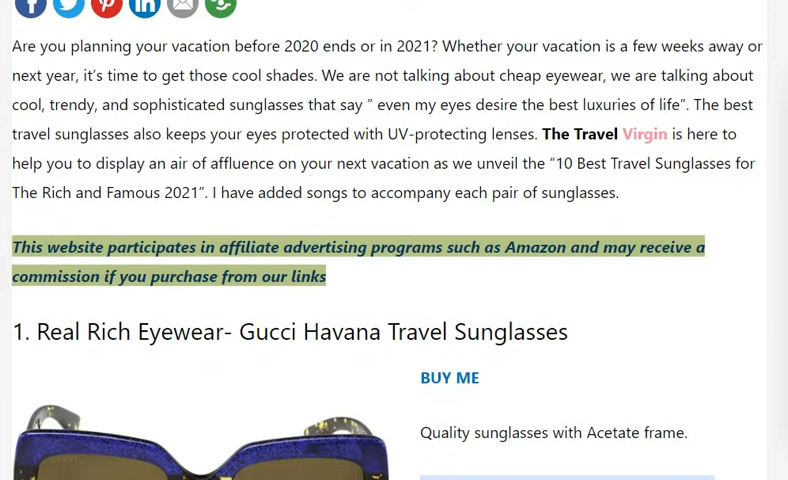 Are you planning your vacation before 2020 ends or in 2021? Whether your vacation is a few weeks away or
next year, it’s time to get those cool shades. We are not talking about cheap eyewear, we are talking about
cool, trendy, and sophisticated sunglasses that say ” even my eyes desire the best luxuries of life”. The best
travel sunglasses also keeps your eyes protected with UV-protecting lenses. The Travel Virgin is here to
help you to display an air of affluence on your next vacation as we unveil the “10 Best Travel Sunglasses for
The Rich and Famous 2021”. I have added songs to accompany each pair of sunglasses.
This website participates in affiliate advertising programs such as Amazon and may receive a
commission if you purchase from our links
1. Real Rich Eyewear- Gucci Havana Travel Sunglasses
BUY ME
Quality sunglasses with Acetate frame.